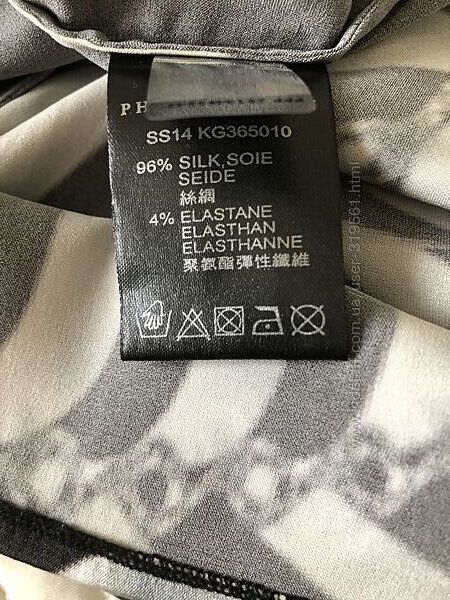 PH
SS14 KG365010
96% SILK,SOIE
SEIDE
絲綢
4% ELASTANE
ELASTHAN
ELASTHANNE
聚氨酯彈性纖維